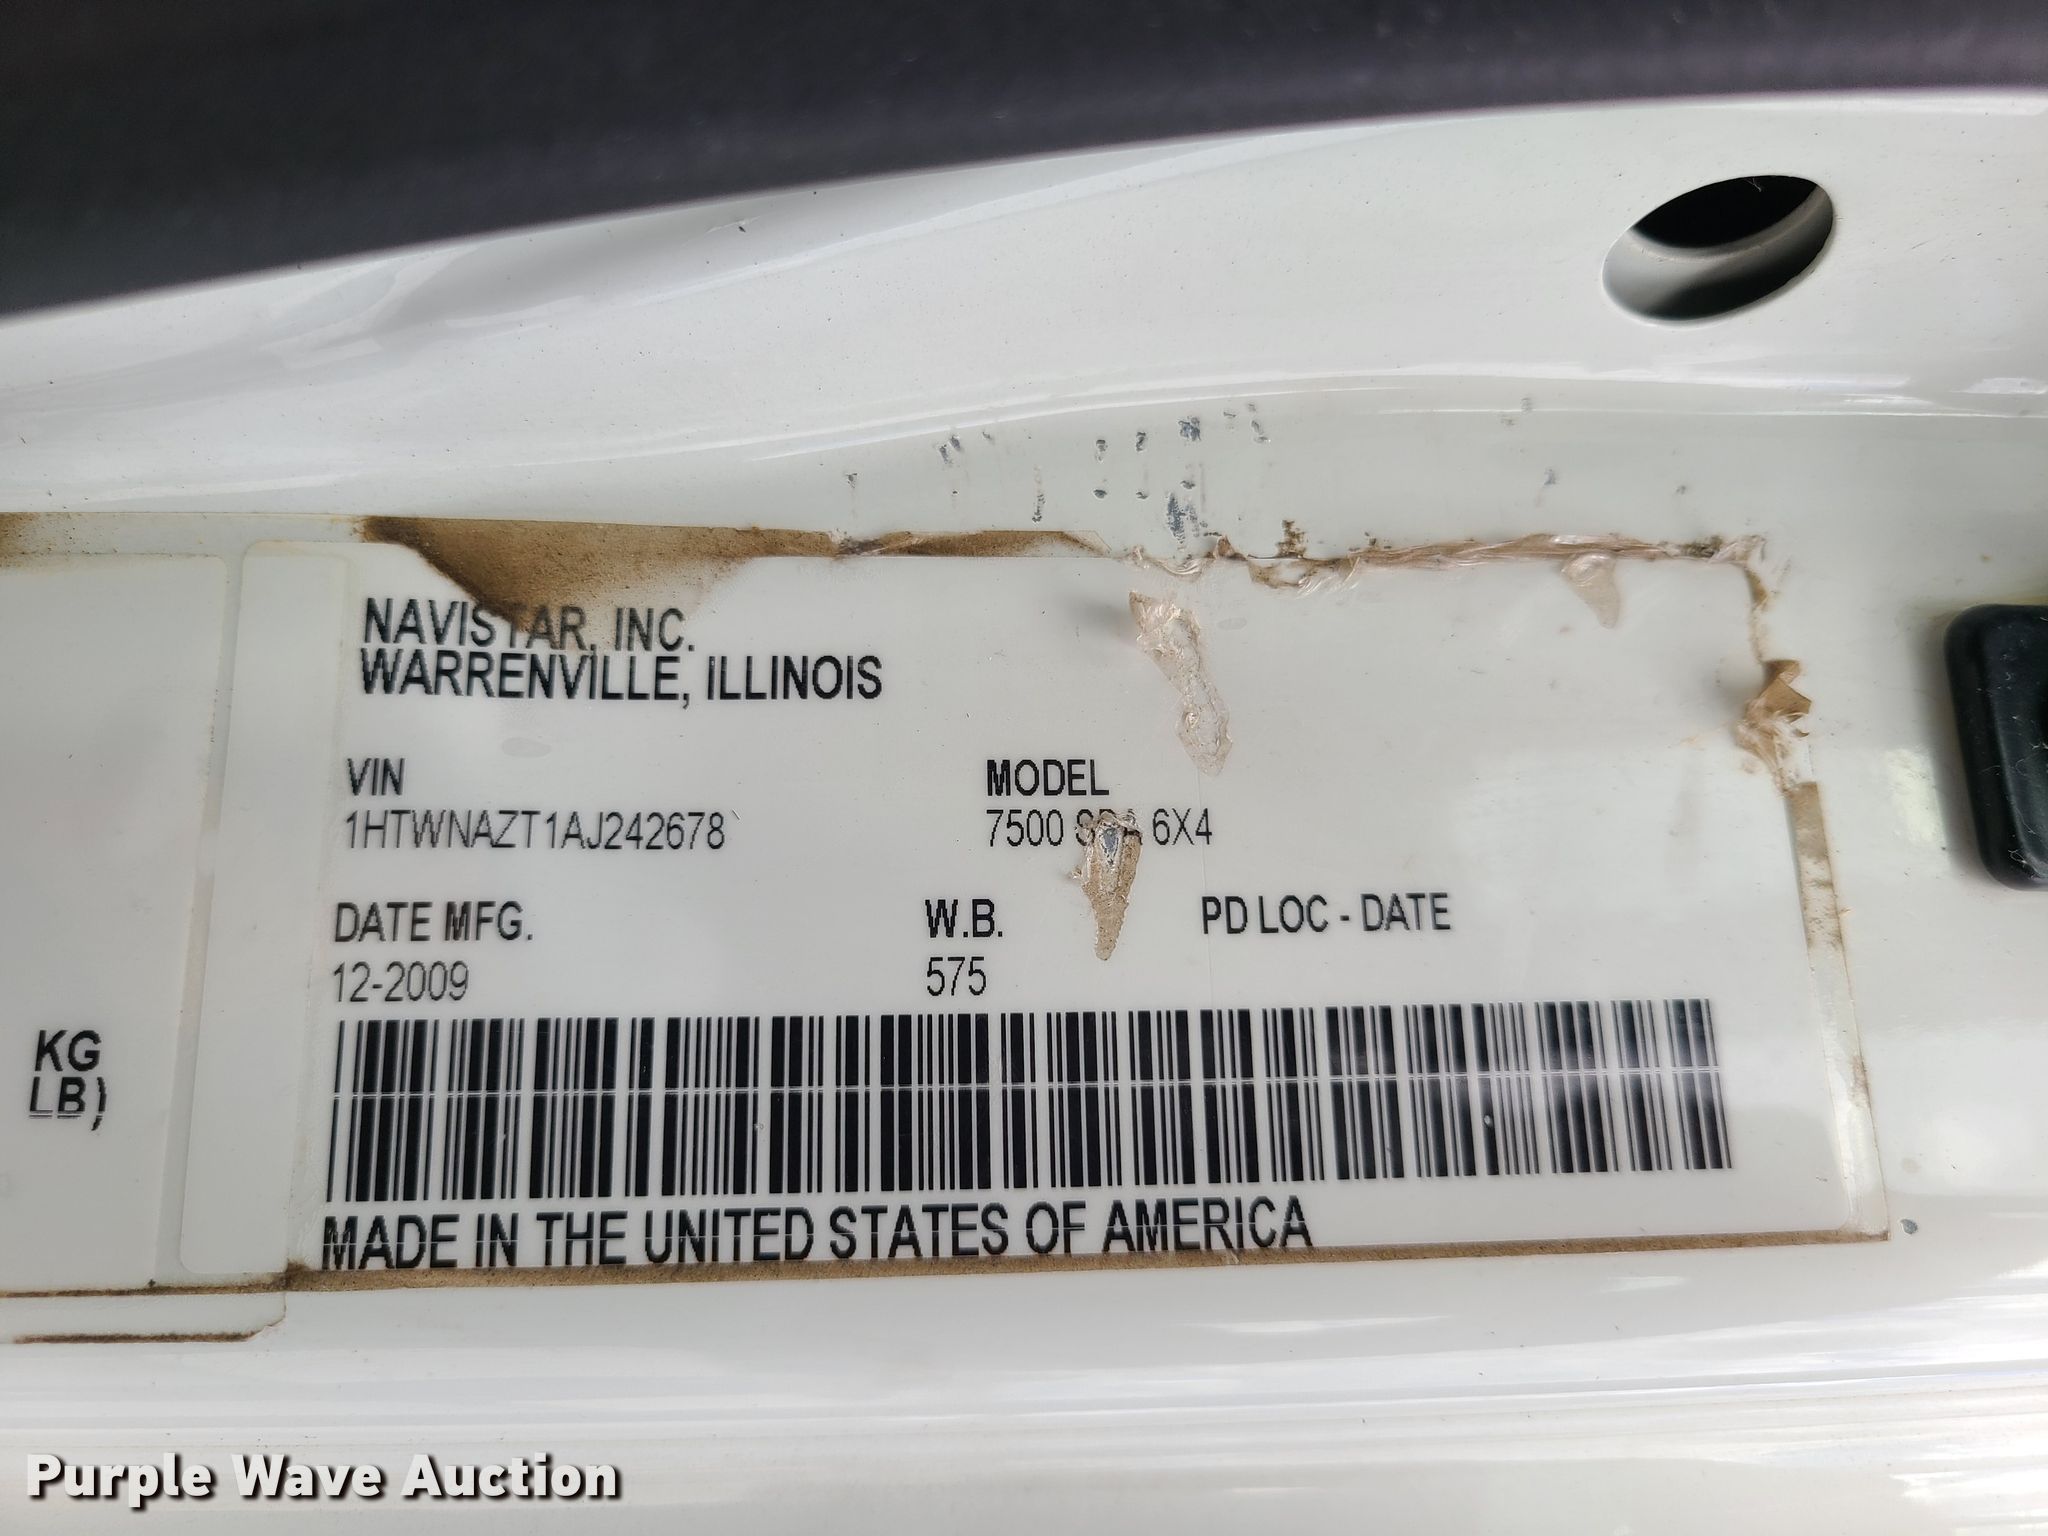 NAVISTAR, INC.
WARRENVILLE, ILLINOIS
VIN
1HTWNAZT1AJ242678
MODEL
7500 SBA 6X4
DATE MFG.
12-2009
W.B.
575
PD LOC - DATE
KG
LB)
MADE IN THE UNITED STATES OF AMERICA
Purple Wave Auction